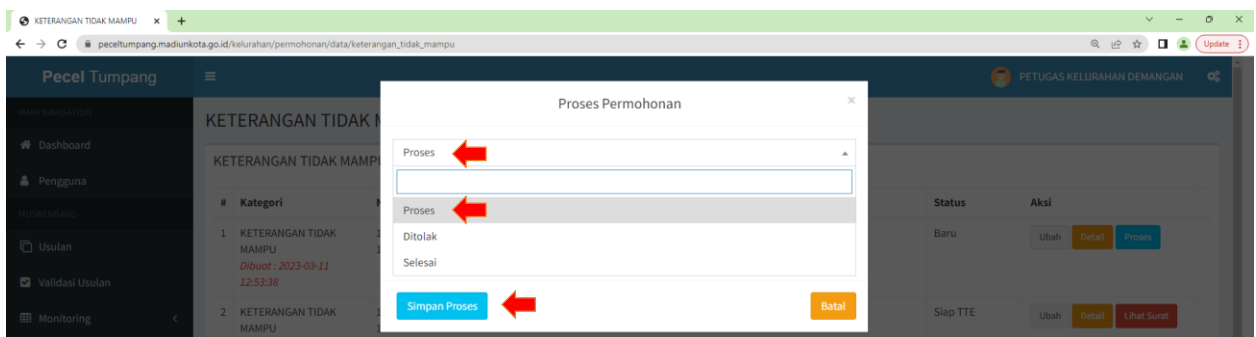 KETERANGAN TIDAK MAMPU
peceltumpang.madiunkota.go.id/kelurahan/permohonan/data/keterangan_tidak_mampu
Update
Pecel Tumpang
PETUGAS KELURAHAN DEMANGAN
MAIN NAVIGATION
Dashboard
Pengguna
MUSRENBANG
Usulan
Validasi Usulan
Monitoring
KETERANGAN TIDAK
KETERANGAN TIDAK MAMPU
# Kategori Status Aksi
1 KETERANGAN TIDAK Baru Ubah Detail Proses
MAMPU
Dibuat : 2023-03-11
12:53:38
2 KETERANGAN TIDAK Siap TTE Ubah Detail Lihat Surat
MAMPU
Proses Permohonan
Proses
Proses
Ditolak
Selesai
Simpan Proses Batal